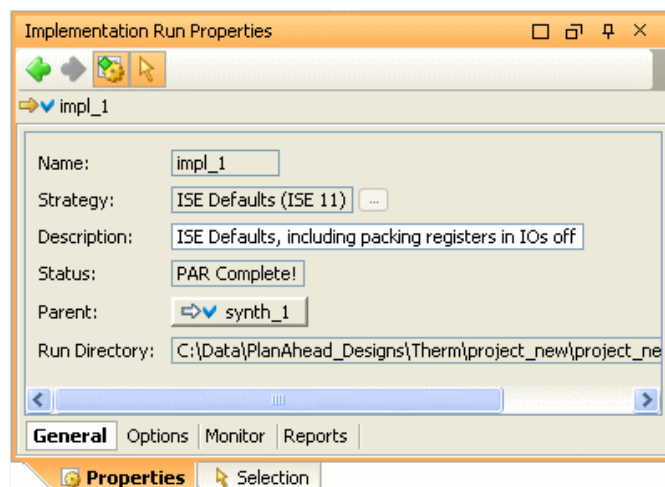 Implementation Run Properties
impl_1
Name: impl_1
Strategy: ISE Defaults (ISE 11) ...
Description: ISE Defaults, including packing registers in IOs off
Status: PAR Complete!
Parent: synth_1
Run Directory: C:\Data\PlanAhead_Designs\Therm\project_new\project_ne
General Options Monitor Reports
Properties Selection